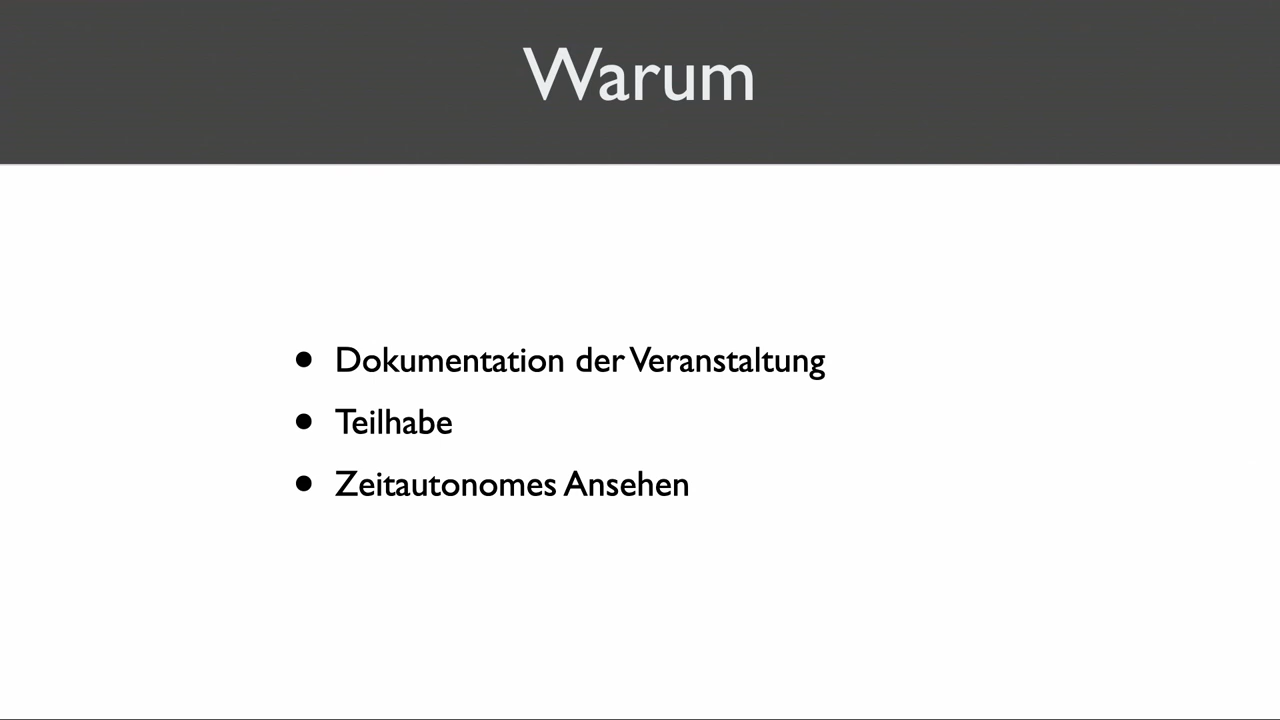 Warum
• Dokumentation der Veranstaltung
• Teilhabe
• Zeitautonomes Ansehen